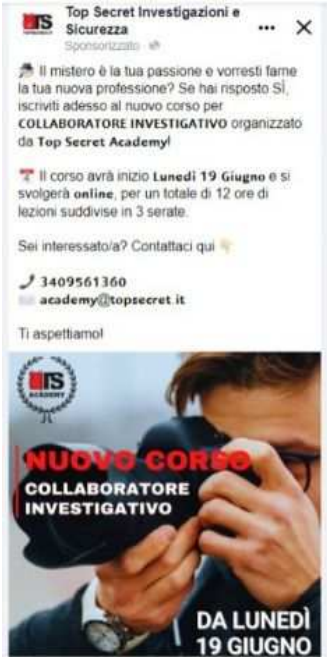 Top Secret Investigazioni e
Sicurezza
Sponsorizzato
Il mistero è la tua passione e vorresti farne
la tua nuova professione? Se hai risposto SÌ,
iscriviti adesso al nuovo corso per
COLLABORATORE INVESTIGATIVO organizzato
da Top Secret Academy!
Il corso avrà inizio Lunedì 19 Giugno e si
svolgerà online, per un totale di 12 ore di
lezioni suddivise in 3 serate.
Sei interessato/a? Contattaci qui
3409561360
academy@topsecret.it
Ti aspettiamo!
TS
ACADEMY
NUOVO CORSO
COLLABORATORE
INVESTIGATIVO
DA LUNEDÌ
19 GIUGNO